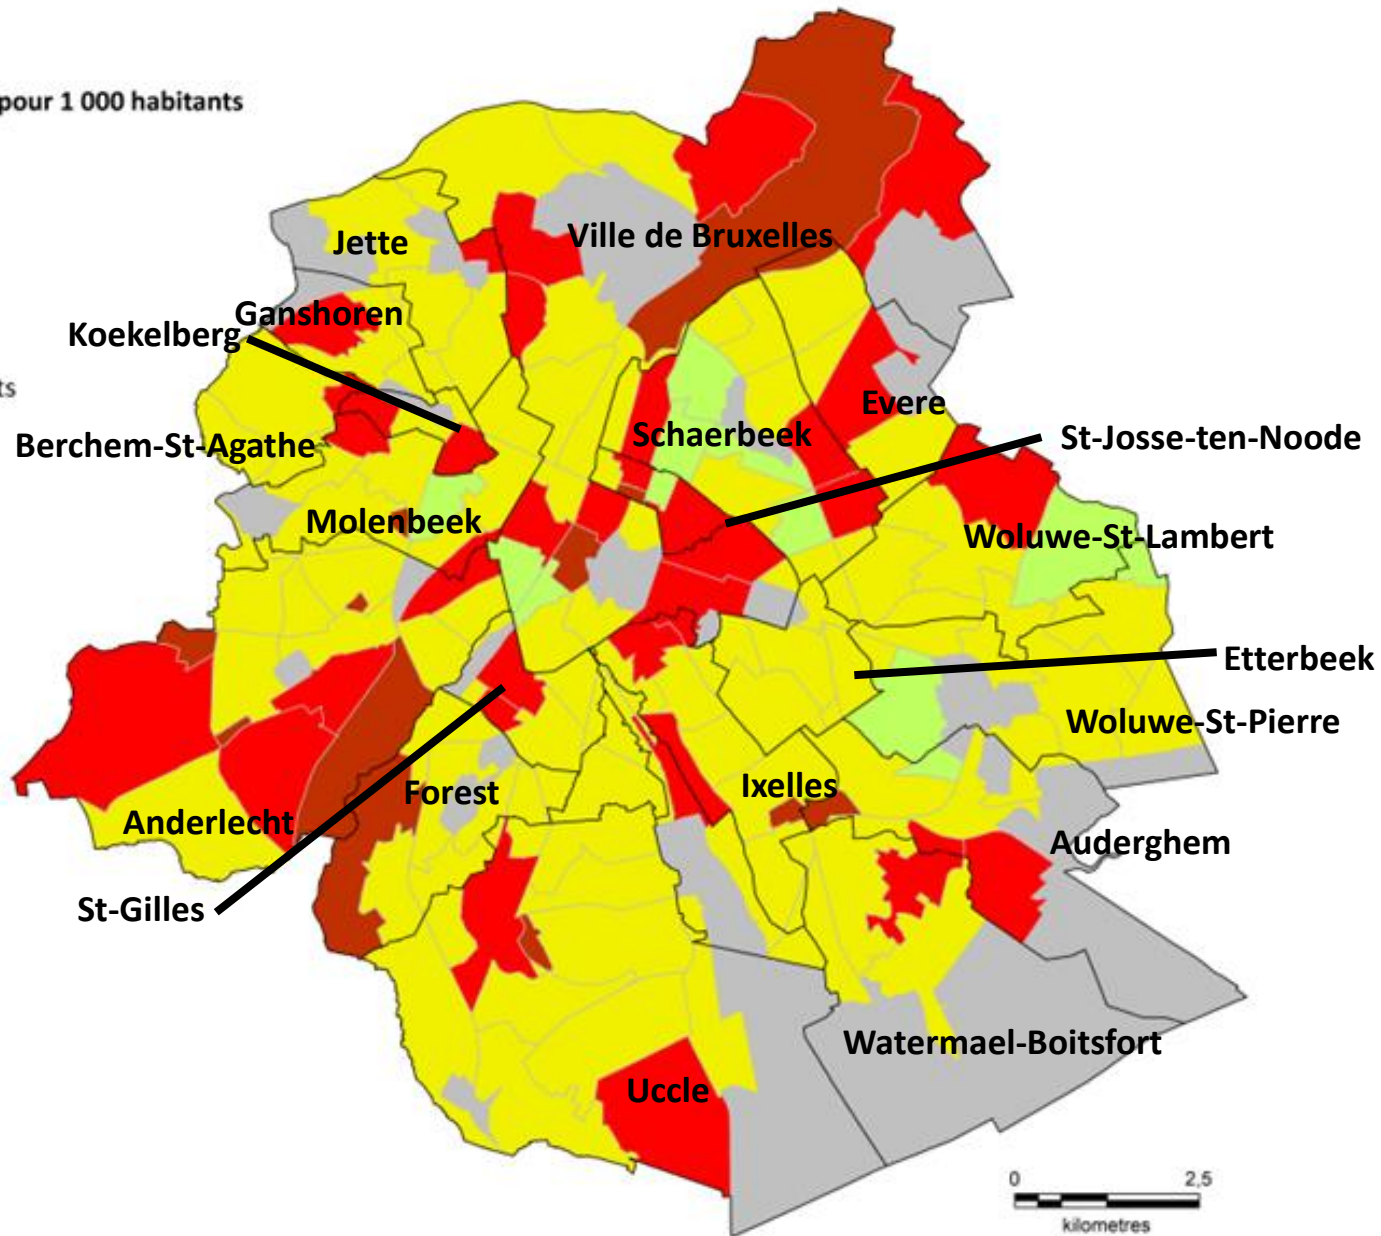 pour 1 000 habitants
Jette
Ville de Bruxelles
Ganshoren
Koekelberg
ts
Evere
Berchem-St-Agathe
Schaerbeek
St-Josse-ten-Noode
Molenbeek
Woluwe-St-Lambert
Etterbeek
Woluwe-St-Pierre
Ixelles
Forest
Anderlecht
Auderghem
St-Gilles
Watermael-Boitsfort
Uccle
0 2,5
kilometres